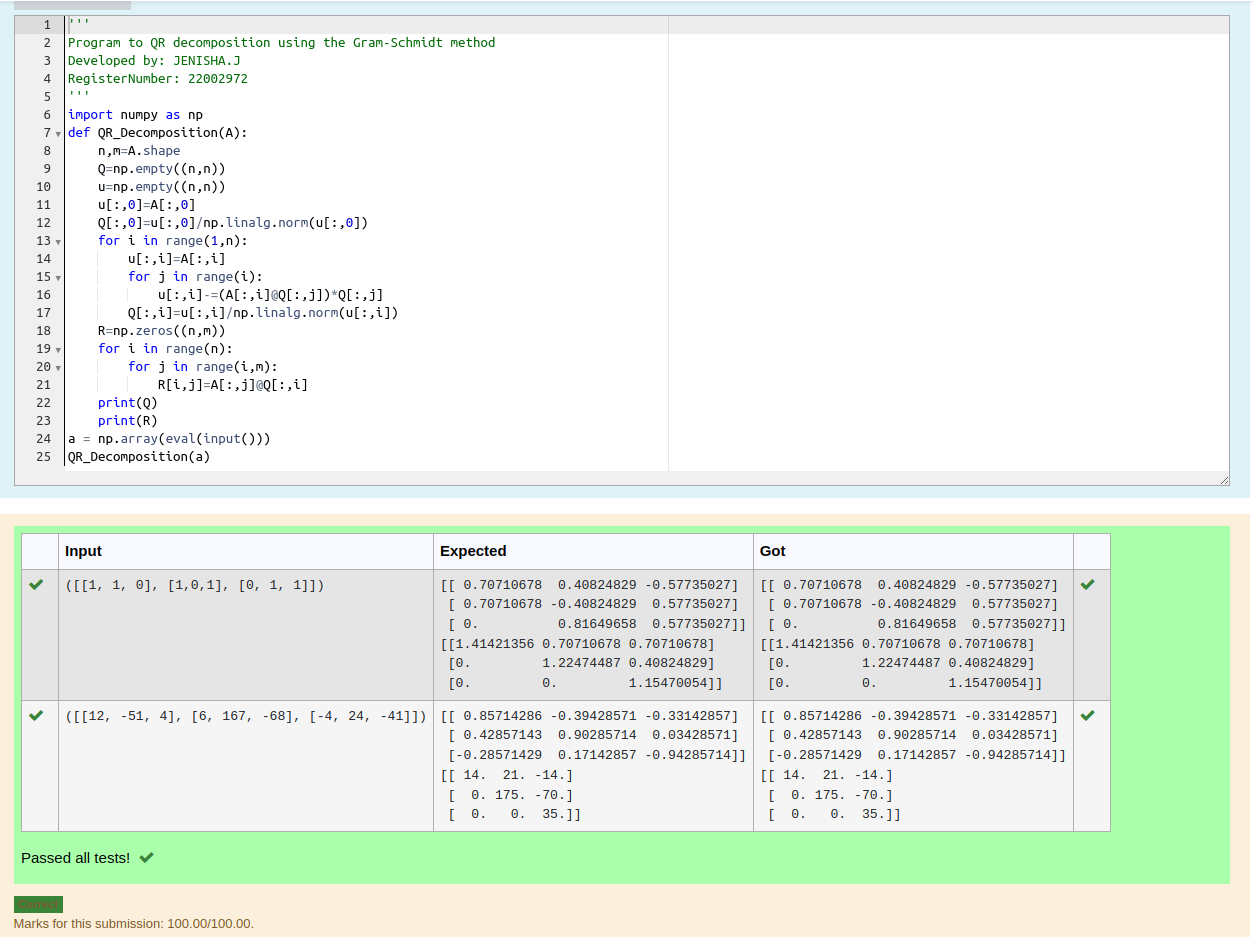 1 '''
2 Program to QR decomposition using the Gram-Schmidt method
3 Developed by: JENISHA.J
4 RegisterNumber: 22002972
5 '''
6 import numpy as np
7 def QR_Decomposition(A):
8     n,m=A.shape
9     Q=np.empty((n,n))
10     u=np.empty((n,n))
11     u[:,0]=A[:,0]
12     Q[:,0]=u[:,0]/np.linalg.norm(u[:,0])
13     for i in range(1,n):
14         u[:,i]=A[:,i]
15         for j in range(i):
16             u[:,i]-=(A[:,i]@Q[:,j])*Q[:,j]
17         Q[:,i]=u[:,i]/np.linalg.norm(u[:,i])
18     R=np.zeros((n,m))
19     for i in range(n):
20         for j in range(i,m):
21             R[i,j]=A[:,j]@Q[:,i]
22     print(Q)
23     print(R)
24 a = np.array(eval(input()))
25 QR_Decomposition(a)
Input Expected Got
([[1, 1, 0], [1,0,1], [0, 1, 1]]) [[ 0.70710678  0.40824829 -0.57735027] [[ 0.70710678  0.40824829 -0.57735027]
[ 0.70710678 -0.40824829  0.57735027] [ 0.70710678 -0.40824829  0.57735027]
[ 0.          0.81649658  0.57735027]] [ 0.          0.81649658  0.57735027]]
[[1.41421356 0.70710678 0.70710678] [[1.41421356 0.70710678 0.70710678]
[0.         1.22474487 0.40824829] [0.         1.22474487 0.40824829]
[0.         0.         1.15470054]] [0.         0.         1.15470054]]
([[12, -51, 4], [6, 167, -68], [-4, 24, -41]]) [[ 0.85714286 -0.39428571 -0.33142857] [[ 0.85714286 -0.39428571 -0.33142857]
[ 0.42857143  0.90285714  0.03428571] [ 0.42857143  0.90285714  0.03428571]
[-0.28571429  0.17142857 -0.94285714]] [-0.28571429  0.17142857 -0.94285714]]
[[ 14.  21. -14.] [[ 14.  21. -14.]
[  0. 175. -70.] [  0. 175. -70.]
[  0.   0.  35.]] [  0.   0.  35.]]
Passed all tests!
Correct
Marks for this submission: 100.00/100.00.